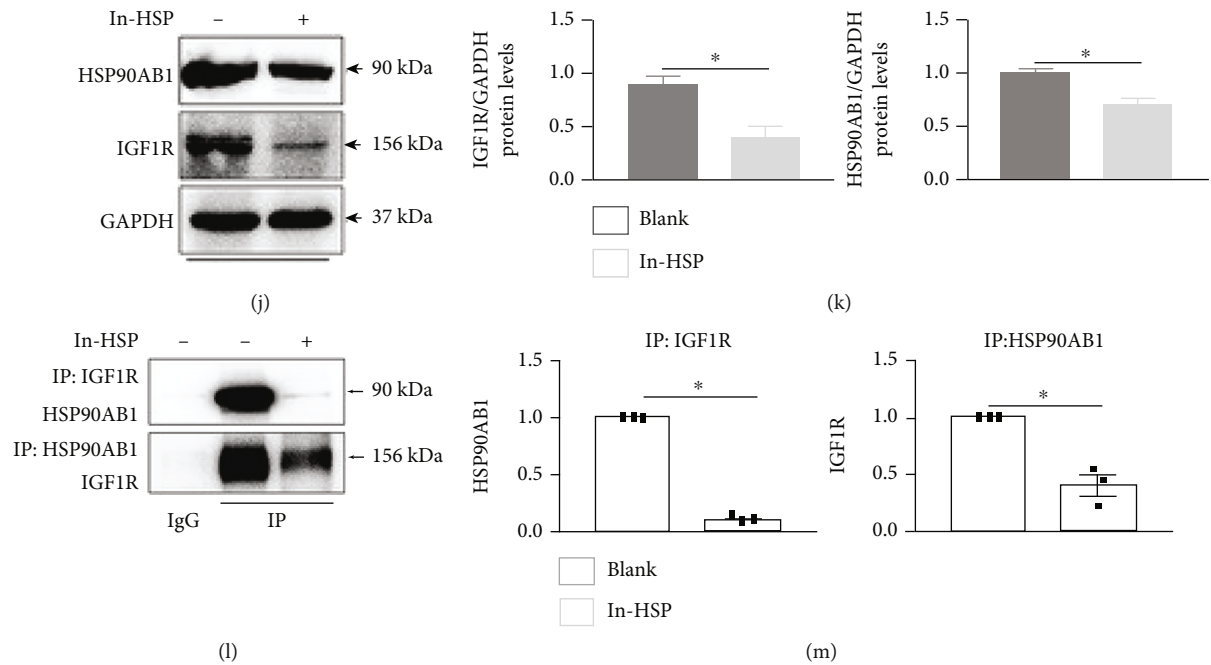 In-HSP – +
HSP90AB1 90 kDa
IGF1R 156 kDa
GAPDH 37 kDa
(j)
IGF1R/GAPDH
protein levels
1.5
1.0
0.5
0.0
*
HSP90AB1/GAPDH
protein levels
1.5
1.0
0.5
0.0
*
Blank
In-HSP
(k)
In-HSP – – +
IP: IGF1R
HSP90AB1
90 kDa
IP: HSP90AB1
IGF1R
156 kDa
IgG IP
(l)
IP: IGF1R
HSP90AB1
1.5
1.0
0.5
0.0
*
IP:HSP90AB1
IGF1R
1.5
1.0
0.5
0.0
*
Blank
In-HSP
(m)